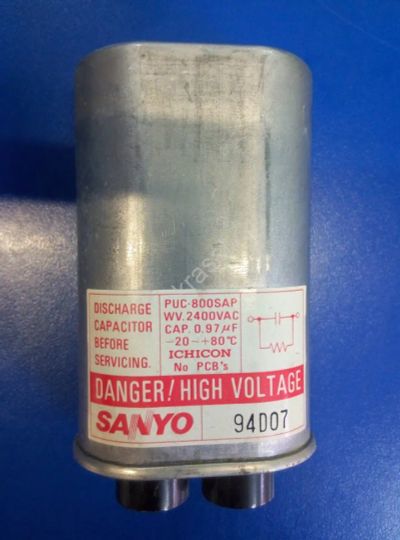 DISCHARGE
CAPACITOR
BEFORE
SERVICING.
PUC-800SAP
WV. 2400VAC
CAP. 0.97μF
-20~+80℃
ICHICON
No PCB's
DANGER! HIGH VOLTAGE
SANYO
94D07